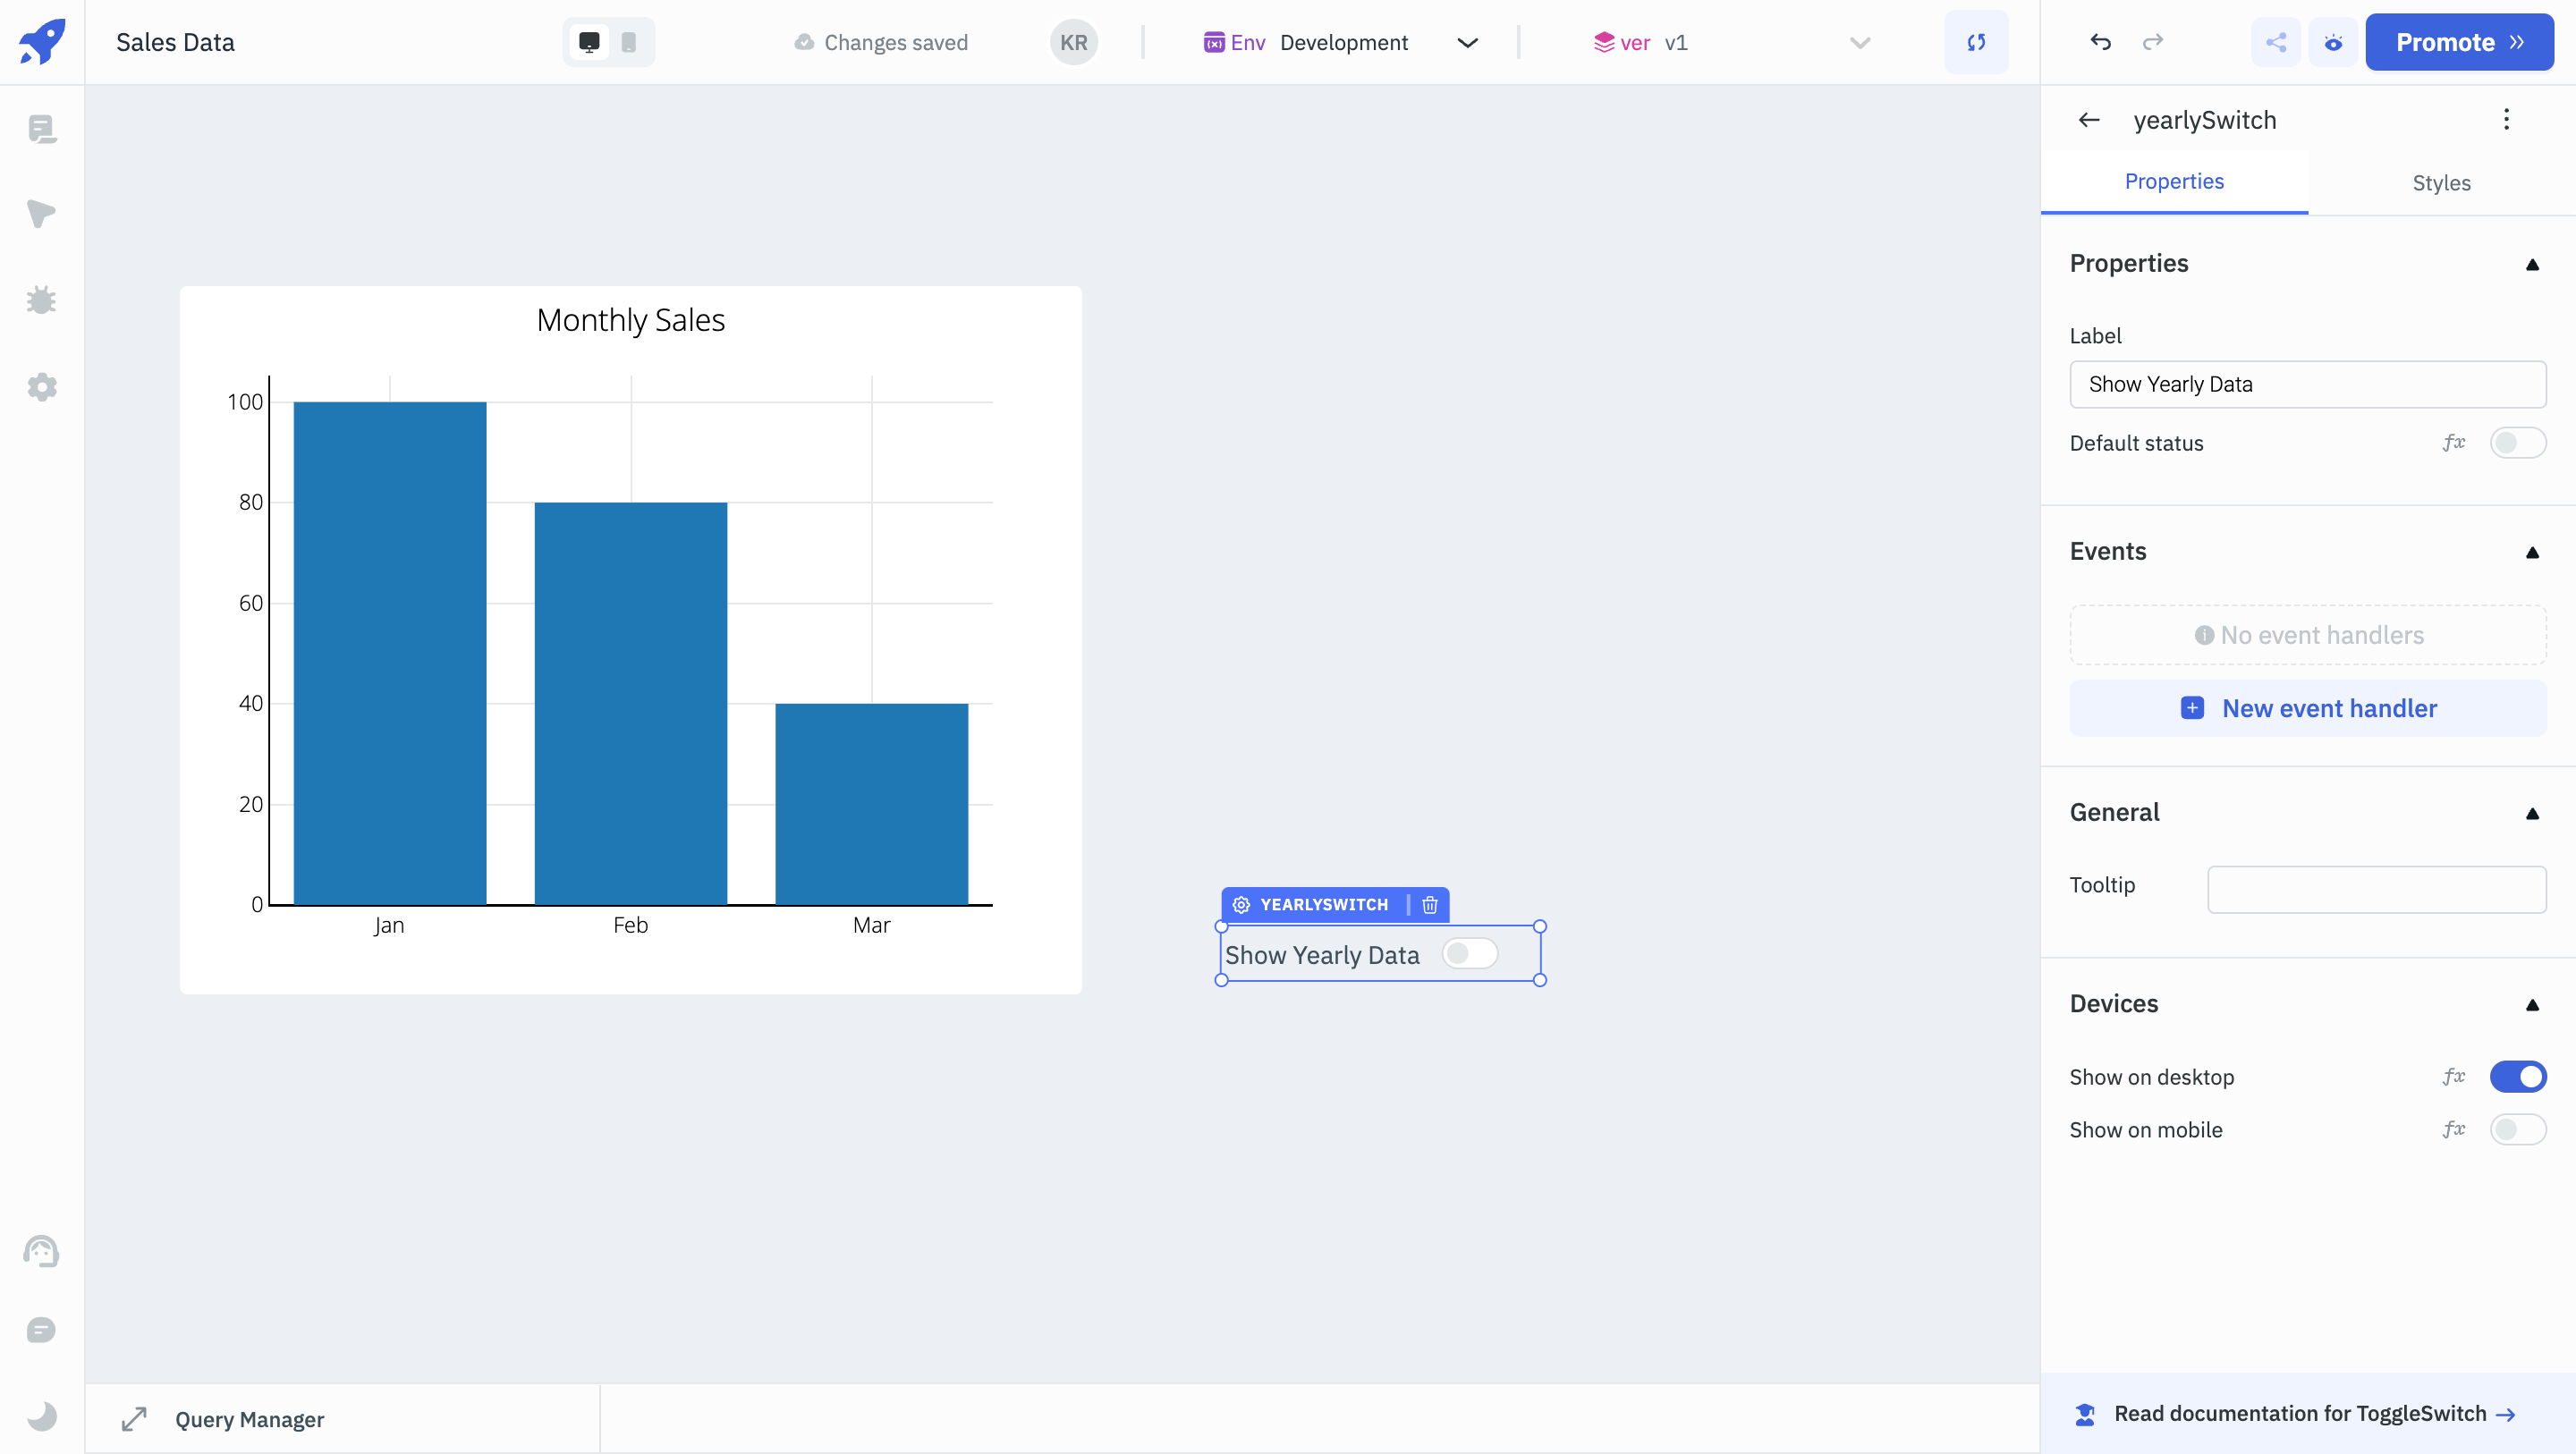 Sales Data
Changes saved
KR
Env Development
ver v1
Promote
yearlySwitch
Properties
Styles
Properties
Label
Show Yearly Data
Default status
fx
Events
No event handlers
New event handler
General
Tooltip
Devices
Show on desktop
fx
Show on mobile
fx
Read documentation for ToggleSwitch
Monthly Sales
100
80
60
40
20
0
Jan
Feb
Mar
YEARLYSWITCH
Show Yearly Data
Query Manager